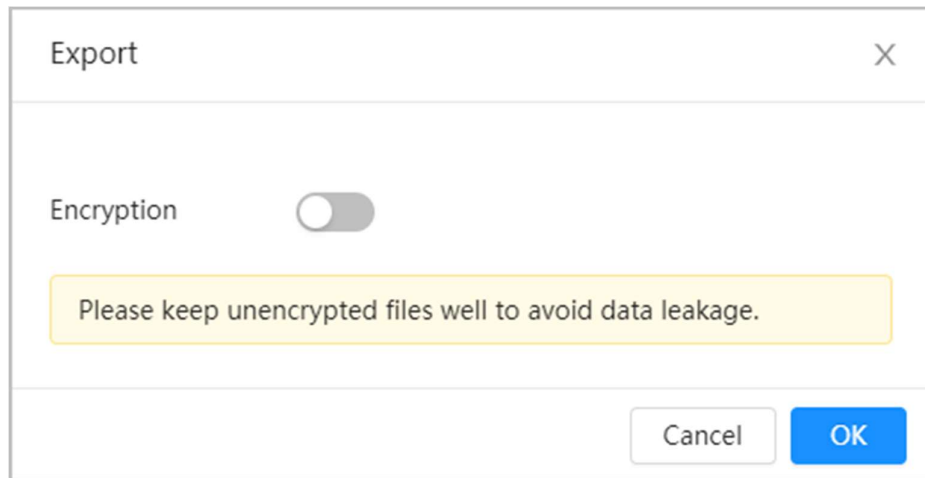 Export
Encryption
Please keep unencrypted files well to avoid data leakage.
Cancel OK